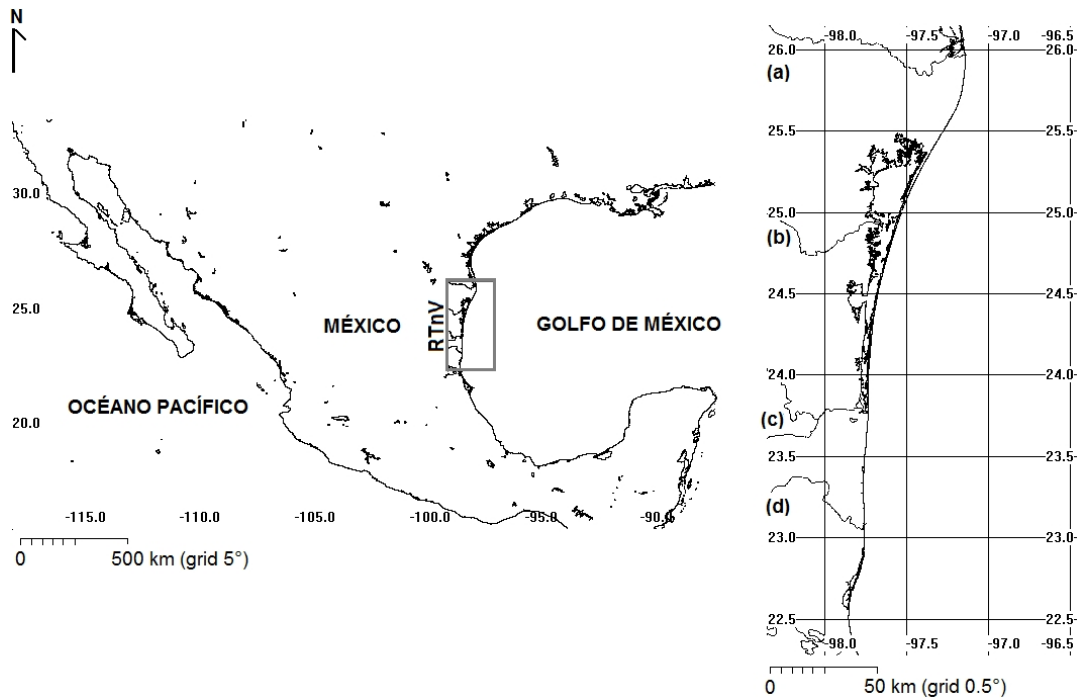 N
30.0
25.0
20.0
MÉXICO
RTnV
GOLFO DE MÉXICO
OCÉANO PACÍFICO
-115.0 -110.0 -105.0 -100.0 -95.0 -90.0
0 500 km (grid 5°)
-98.0 -97.5 -97.0 -96.5
26.0 26.0
(a)
25.5 25.5
25.0 25.0
(b)
24.5 24.5
24.0 24.0
(c)
23.5 23.5
(d)
23.0 23.0
22.5 22.5
-98.0 -97.5 -97.0 -96.5
0 50 km (grid 0.5°)